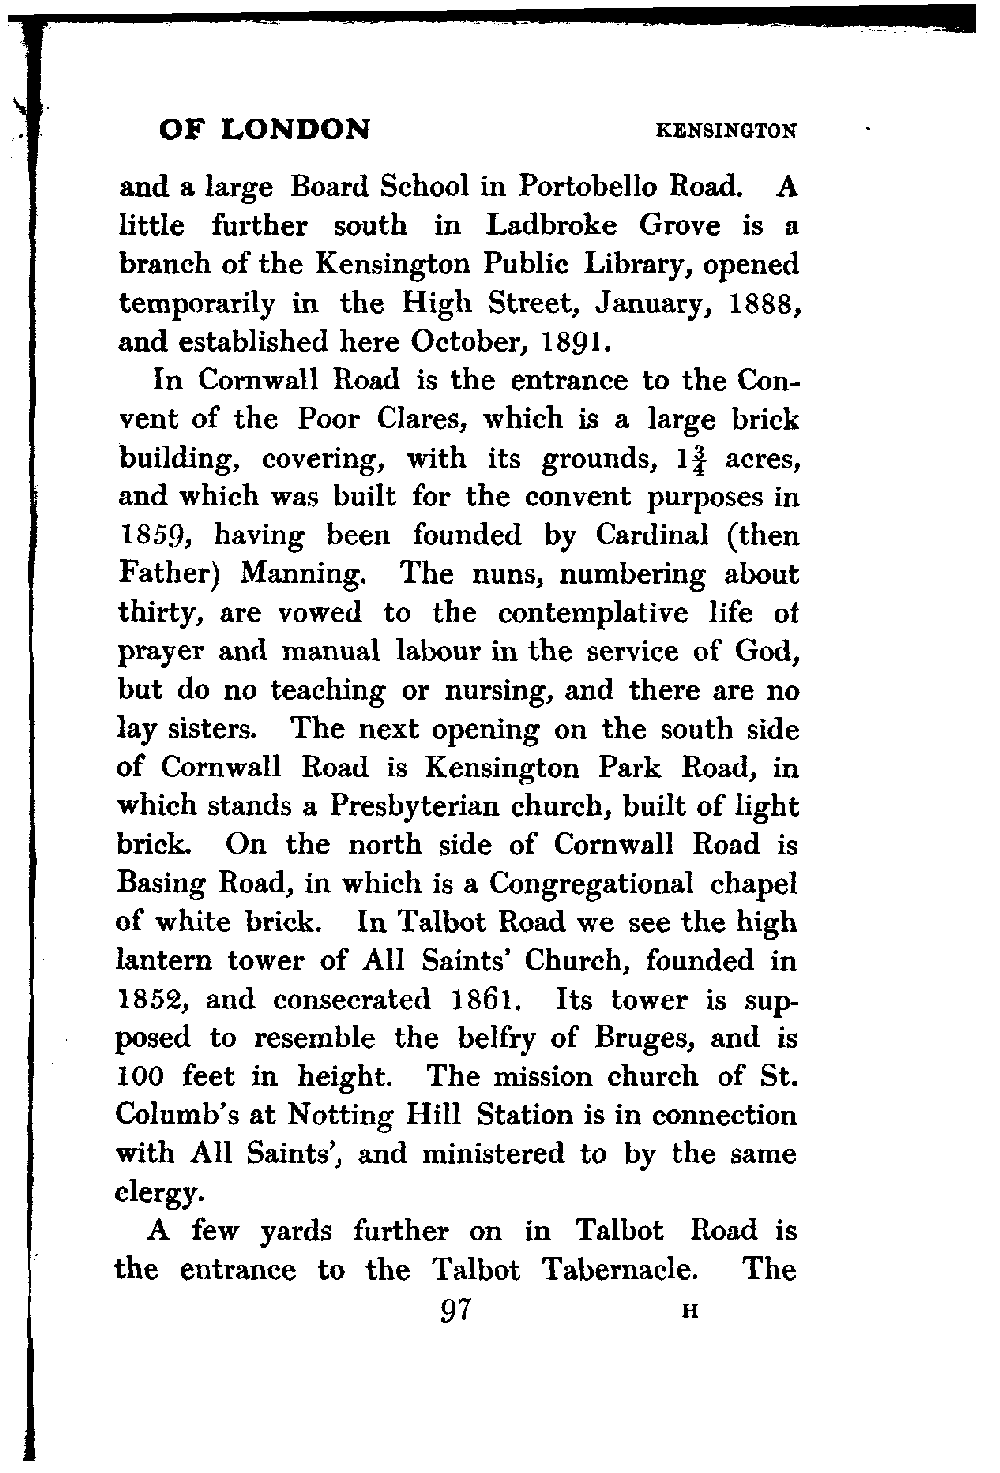 OF LONDON KENSINGTON
and a large Board School in Portobello Road. A
little further south in Ladbroke Grove is a
branch of the Kensington Public Library, opened
temporarily in the High Street, January, 1888,
and established here October, 1891.
In Cornwall Road is the entrance to the Con-
vent of the Poor Clares, which is a large brick
building, covering, with its grounds, 1¾ acres,
and which was built for the convent purposes in
1859, having been founded by Cardinal (then
Father) Manning. The nuns, numbering about
thirty, are vowed to the contemplative life of
prayer and manual labour in the service of God,
but do no teaching or nursing, and there are no
lay sisters. The next opening on the south side
of Cornwall Road is Kensington Park Road, in
which stands a Presbyterian church, built of light
brick. On the north side of Cornwall Road is
Basing Road, in which is a Congregational chapel
of white brick. In Talbot Road we see the high
lantern tower of All Saints' Church, founded in
1852, and consecrated 1861. Its tower is sup-
posed to resemble the belfry of Bruges, and is
100 feet in height. The mission church of St.
Columb's at Notting Hill Station is in connection
with All Saints', and ministered to by the same
clergy.
A few yards further on in Talbot Road is
the entrance to the Talbot Tabernacle. The
97 H